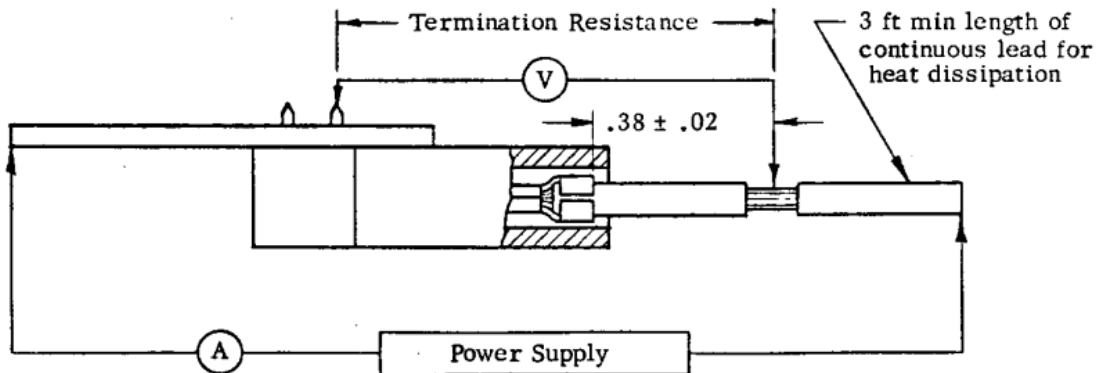 Termination Resistance
3 ft min length of
continuous lead for
heat dissipation
V
.38 ± .02
A
Power Supply